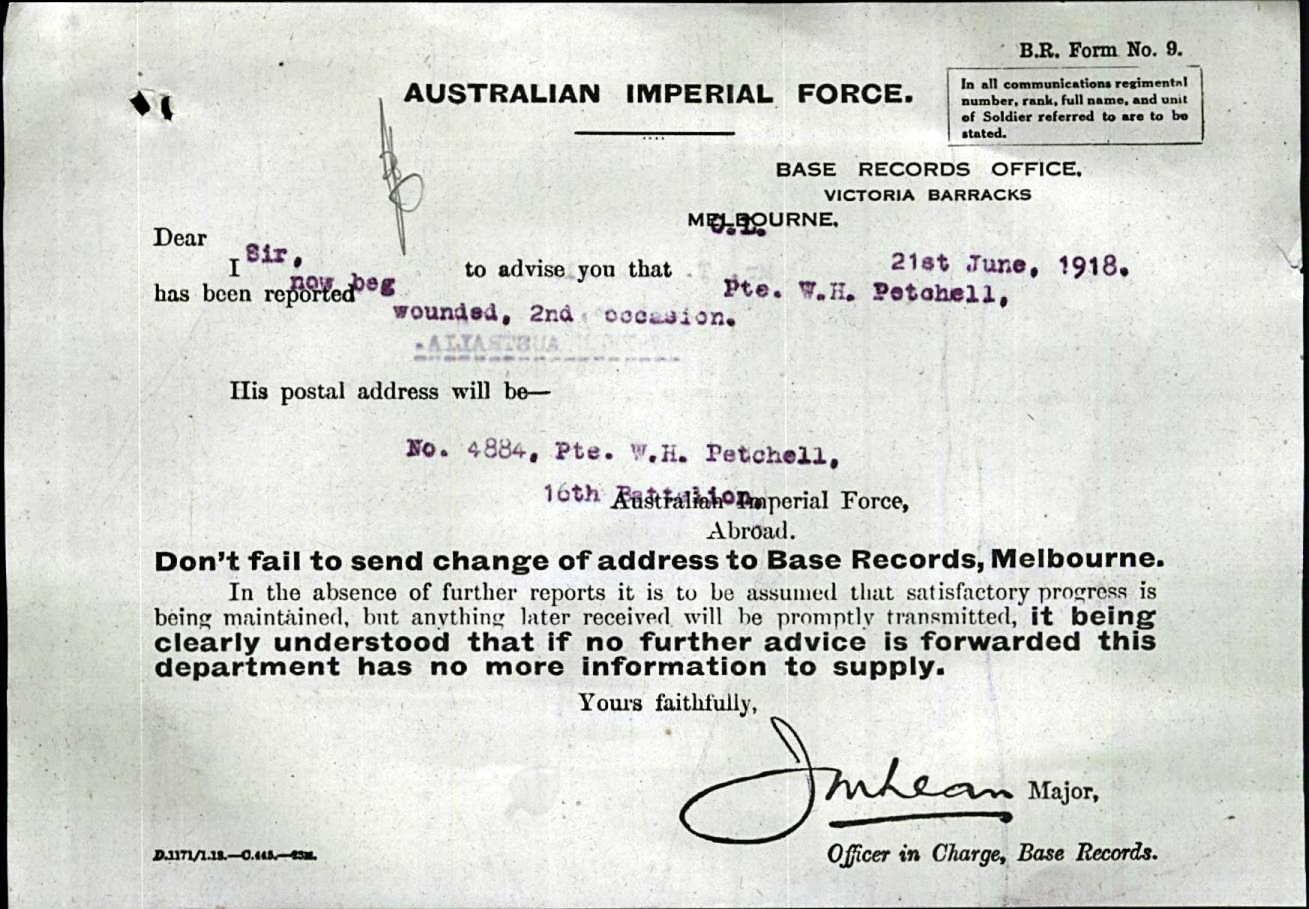 B.R. Form No. 9.
AUSTRALIAN IMPERIAL FORCE.
In all communications regimental
number, rank, full name, and unit
of Soldier referred to are to be
stated.
BASE RECORDS OFFICE,
VICTORIA BARRACKS
MELBOURNE,
21st June, 1918.
Dear Sir,
I now beg to advise you that Pte. W.H. Petchell,
has been reported wounded, 2nd occasion.
AUSTRALIA.
His postal address will be—
No. 4884, Pte. W.H. Petchell,
16th Battalion,
Australian Imperial Force,
Abroad.
Don't fail to send change of address to Base Records, Melbourne.
In the absence of further reports it is to be assumed that satisfactory progress is
being maintained, but anything later received will be promptly transmitted, it being
clearly understood that if no further advice is forwarded this
department has no more information to supply.
Yours faithfully,
JMLean Major,
Officer in Charge, Base Records.
D.1171/1.18.—C.448.—